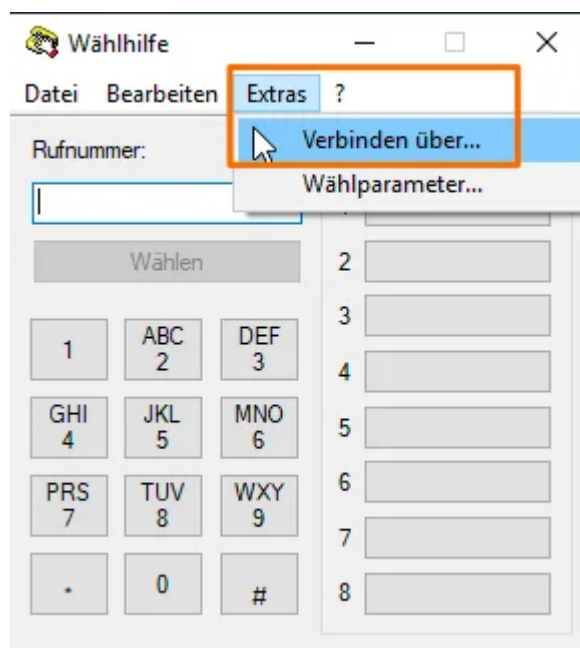 Wählhilfe
Datei Bearbeiten Extras ?
Verbinden über...
Wählparameter...
Rufnummer:
Wählen
1 ABC 2 DEF 3
GHI 4 JKL 5 MNO 6
PRS 7 TUV 8 WXY 9
* 0 #
2
3
4
5
6
7
8